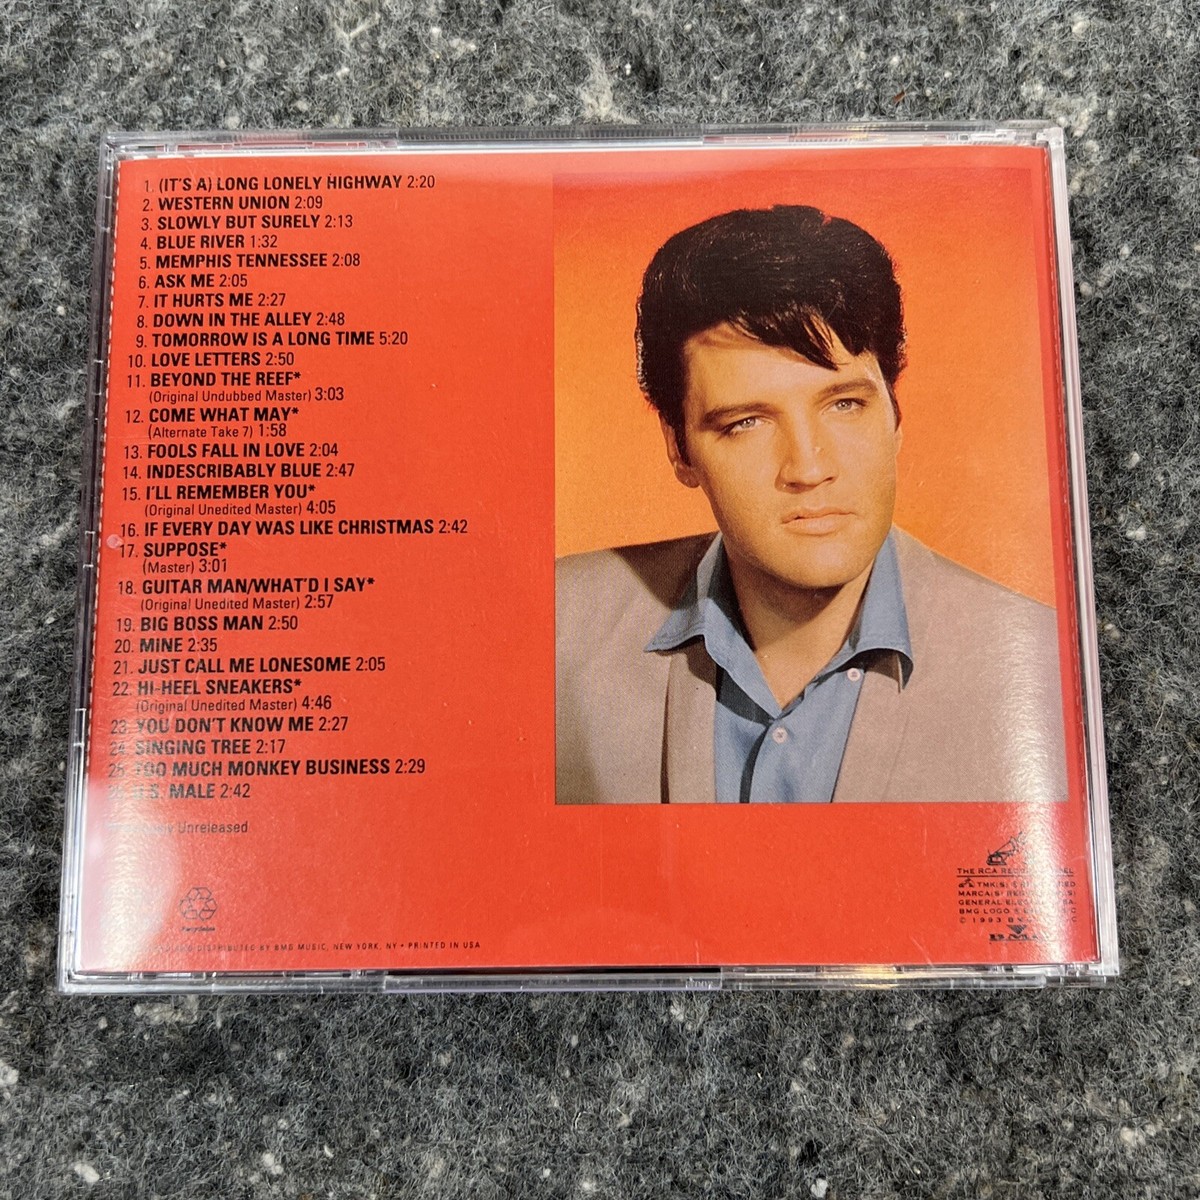 1. (IT'S A) LONG LONELY HIGHWAY 2:20
2. WESTERN UNION 2:09
3. SLOWLY BUT SURELY 2:13
4. BLUE RIVER 1:32
5. MEMPHIS TENNESSEE 2:08
6. ASK ME 2:05
7. IT HURTS ME 2:27
8. DOWN IN THE ALLEY 2:48
9. TOMORROW IS A LONG TIME 5:20
10. LOVE LETTERS 2:50
11. BEYOND THE REEF*
(Original Undubbed Master) 3:03
12. COME WHAT MAY*
(Alternate Take 7) 1:58
13. FOOLS FALL IN LOVE 2:04
14. INDESCRIBABLY BLUE 2:47
15. I'LL REMEMBER YOU*
(Original Unedited Master) 4:05
16. IF EVERY DAY WAS LIKE CHRISTMAS 2:42
17. SUPPOSE*
(Master) 3:01
18. GUITAR MAN/WHAT'D I SAY*
(Original Unedited Master) 2:57
19. BIG BOSS MAN 2:50
20. MINE 2:35
21. JUST CALL ME LONESOME 2:05
22. HI-HEEL SNEAKERS*
(Original Unedited Master) 4:46
23. YOU DON'T KNOW ME 2:27
24. SINGING TREE 2:17
25. TOO MUCH MONKEY BUSINESS 2:29
U.S. MALE 2:42
Unreleased
DISTRIBUTED BY BMG MUSIC, NEW YORK, NY • PRINTED IN USA
THE RCA
TMK(S)
MARCA(S)
GENERAL
BMG LOGO
© 1993
BMG